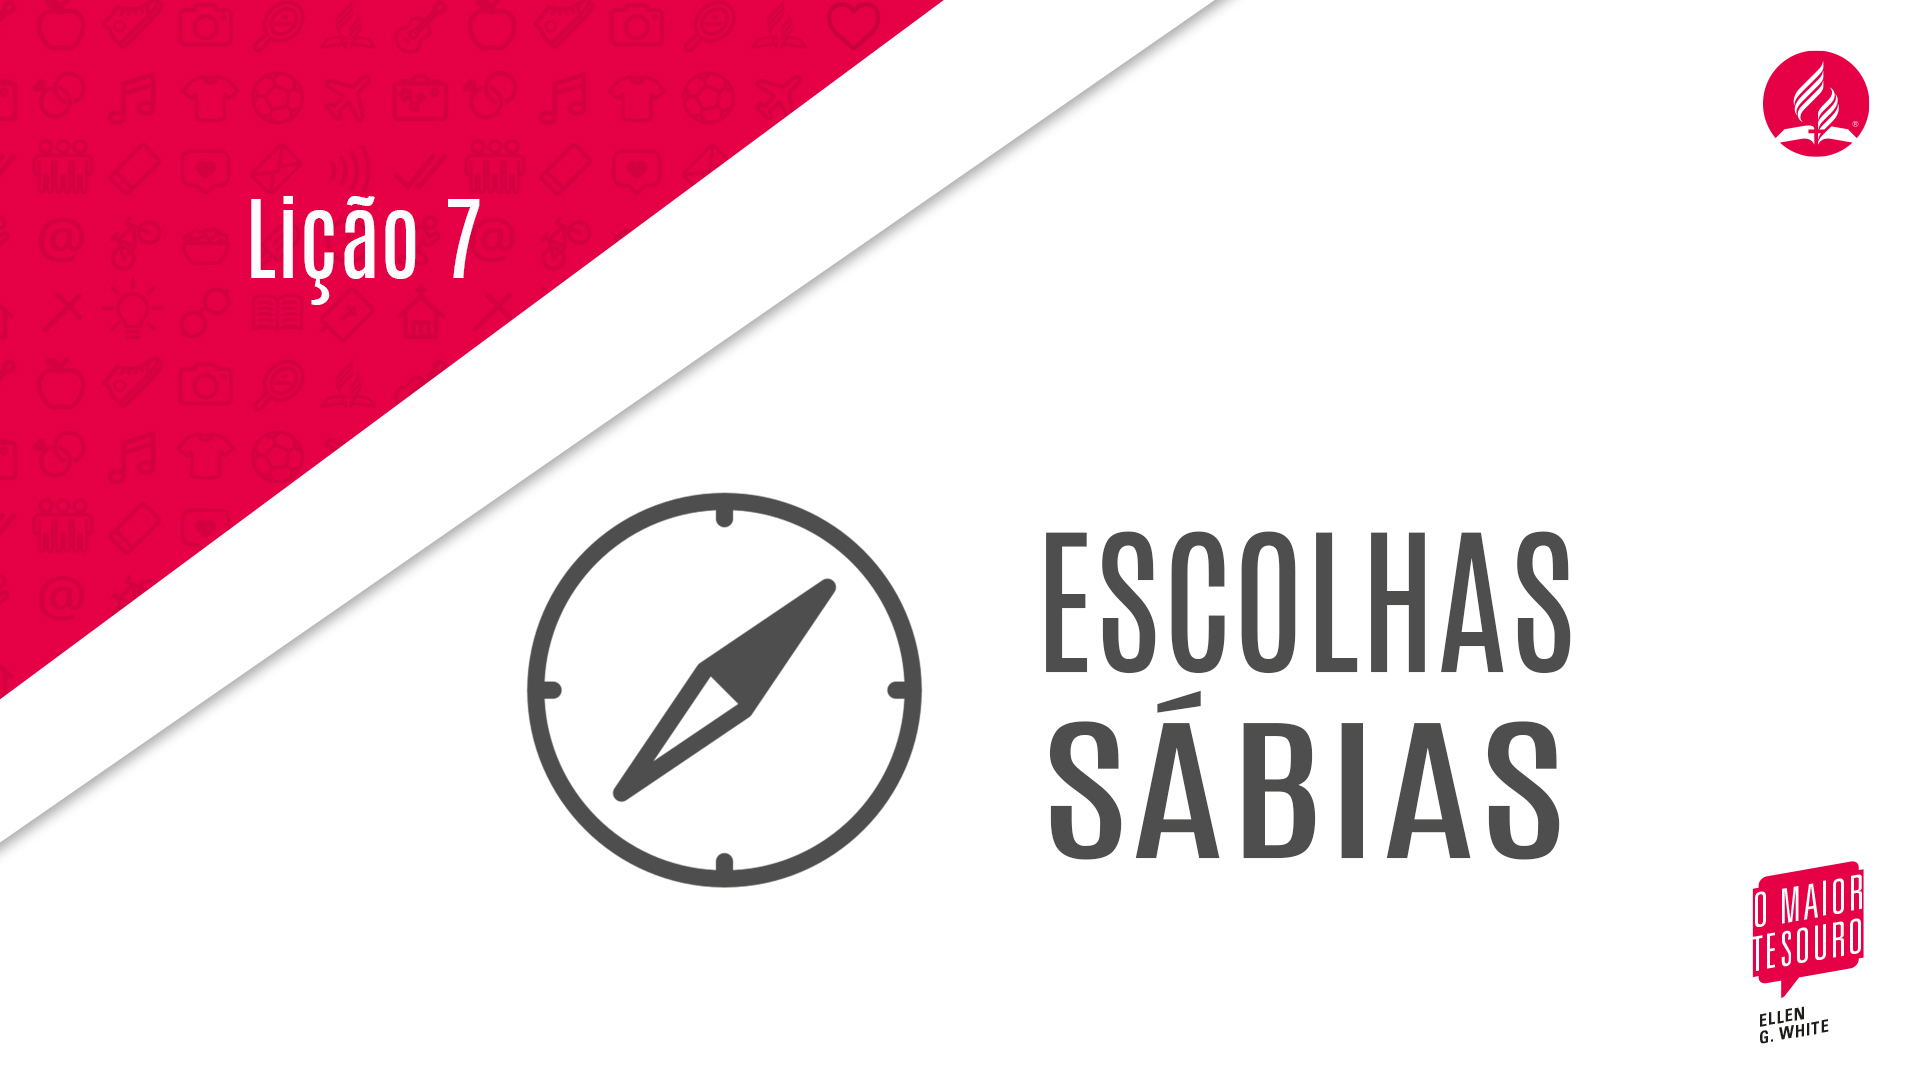 Lição 7
ESCOLHAS
SÁBIAS
®
O MAIOR
TESOURO
ELLEN
G. WHITE